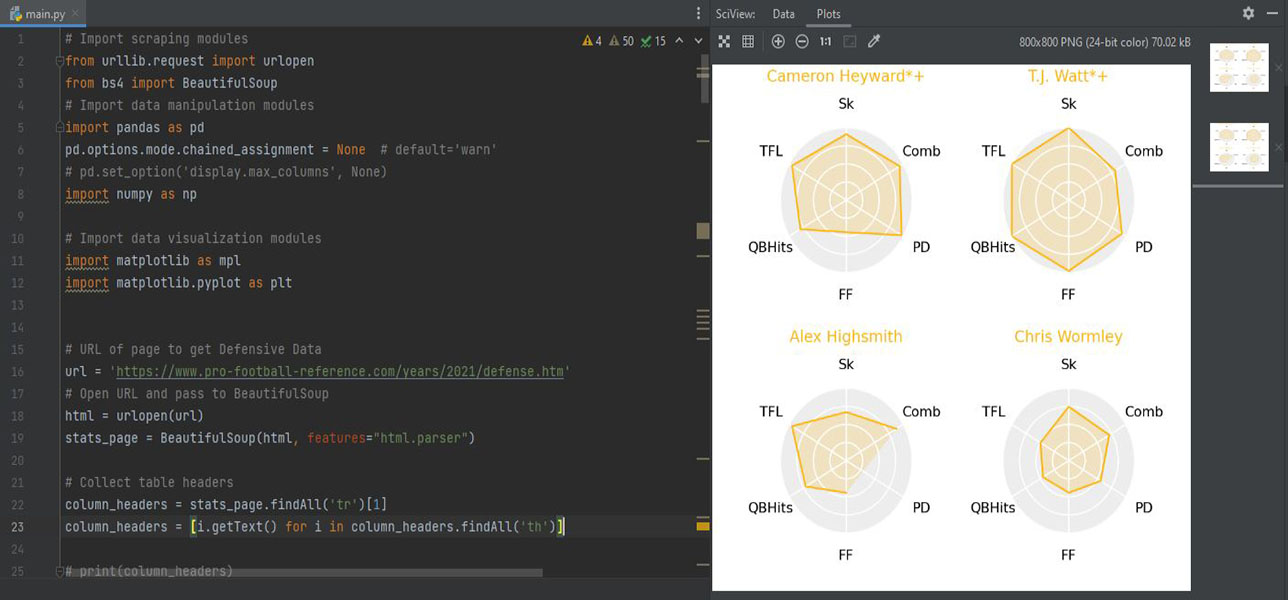 main.py
4 50 15
1 # Import scraping modules
2 from urllib.request import urlopen
3 from bs4 import BeautifulSoup
4 # Import data manipulation modules
5 import pandas as pd
6 pd.options.mode.chained_assignment = None # default='warn'
7 # pd.set_option('display.max_columns', None)
8 import numpy as np
9
10 # Import data visualization modules
11 import matplotlib as mpl
12 import matplotlib.pyplot as plt
13
14
15 # URL of page to get Defensive Data
16 url = 'https://www.pro-football-reference.com/years/2021/defense.htm'
17 # Open URL and pass to BeautifulSoup
18 html = urlopen(url)
19 stats_page = BeautifulSoup(html, features="html.parser")
20
21 # Collect table headers
22 column_headers = stats_page.findAll('tr')[1]
23 column_headers = [i.getText() for i in column_headers.findAll('th')]
24
25 # print(column_headers)
SciView: Data Plots
1:1 800x800 PNG (24-bit color) 70.02 kB
Cameron Heyward*+
Sk
TFL Comb
QBHits PD
FF
T.J. Watt*+
Sk
TFL Comb
QBHits PD
FF
Alex Highsmith
Sk
TFL Comb
QBHits PD
FF
Chris Wormley
Sk
TFL Comb
QBHits PD
FF